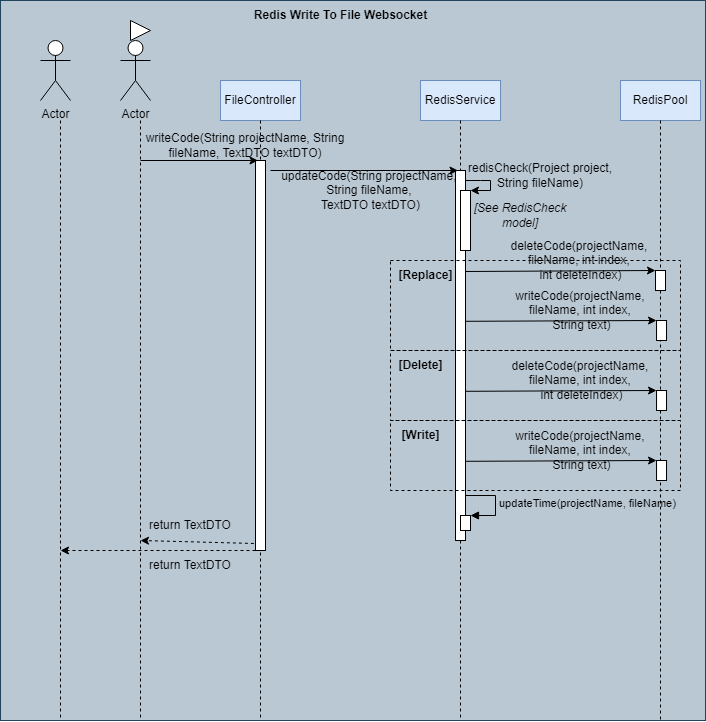 Redis Write To File Websocket
Actor
Actor
FileController
RedisService
RedisPool
writeCode(String projectName, String
fileName, TextDTO textDTO)
updateCode(String projectName,
String fileName,
TextDTO textDTO)
redisCheck(Project project,
String fileName)
[See RedisCheck
model]
[Replace]
deleteCode(projectName,
fileName, int index,
int deleteIndex)
writeCode(projectName,
fileName, int index,
String text)
[Delete]
deleteCode(projectName,
fileName, int index,
int deleteIndex)
[Write]
writeCode(projectName,
fileName, int index,
String text)
updateTime(projectName, fileName)
return TextDTO
return TextDTO